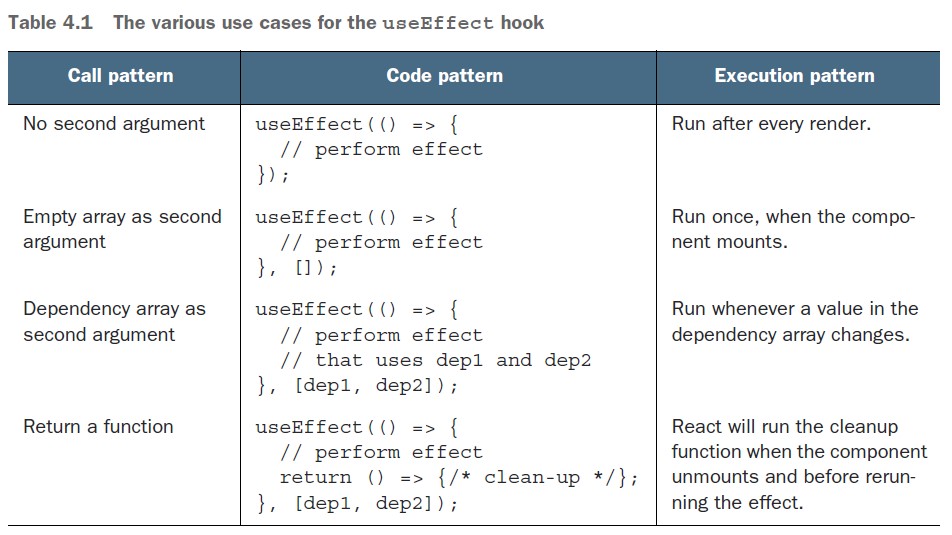 Table 4.1 The various use cases for the useEffect hook
Call pattern
Code pattern
Execution pattern
No second argument
useEffect(() => {
  // perform effect
});
Run after every render.
Empty array as second
argument
useEffect(() => {
  // perform effect
}, []);
Run once, when the compo-
nent mounts.
Dependency array as
second argument
useEffect(() => {
  // perform effect
  // that uses dep1 and dep2
}, [dep1, dep2]);
Run whenever a value in the
dependency array changes.
Return a function
useEffect(() => {
  // perform effect
  return () => {/* clean-up */};
}, [dep1, dep2]);
React will run the cleanup
function when the component
unmounts and before rerun-
ning the effect.